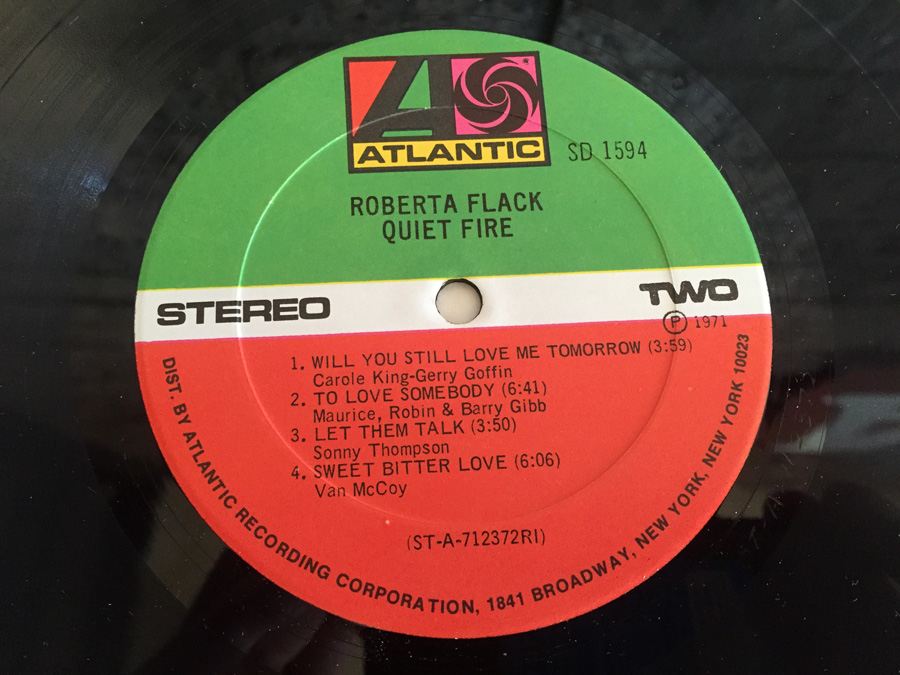 ATLANTIC
SD 1594
ROBERTA FLACK
QUIET FIRE
STEREO
TWO
Ⓟ 1971
1. WILL YOU STILL LOVE ME TOMORROW (3:59)
Carole King-Gerry Goffin
2. TO LOVE SOMEBODY (6:41)
Maurice, Robin & Barry Gibb
3. LET THEM TALK (3:50)
Sonny Thompson
4. SWEET BITTER LOVE (6:06)
Van McCoy
(ST-A-712372RI)
DIST. BY ATLANTIC RECORDING CORPORATION, 1841 BROADWAY, NEW YORK, NEW YORK 10023